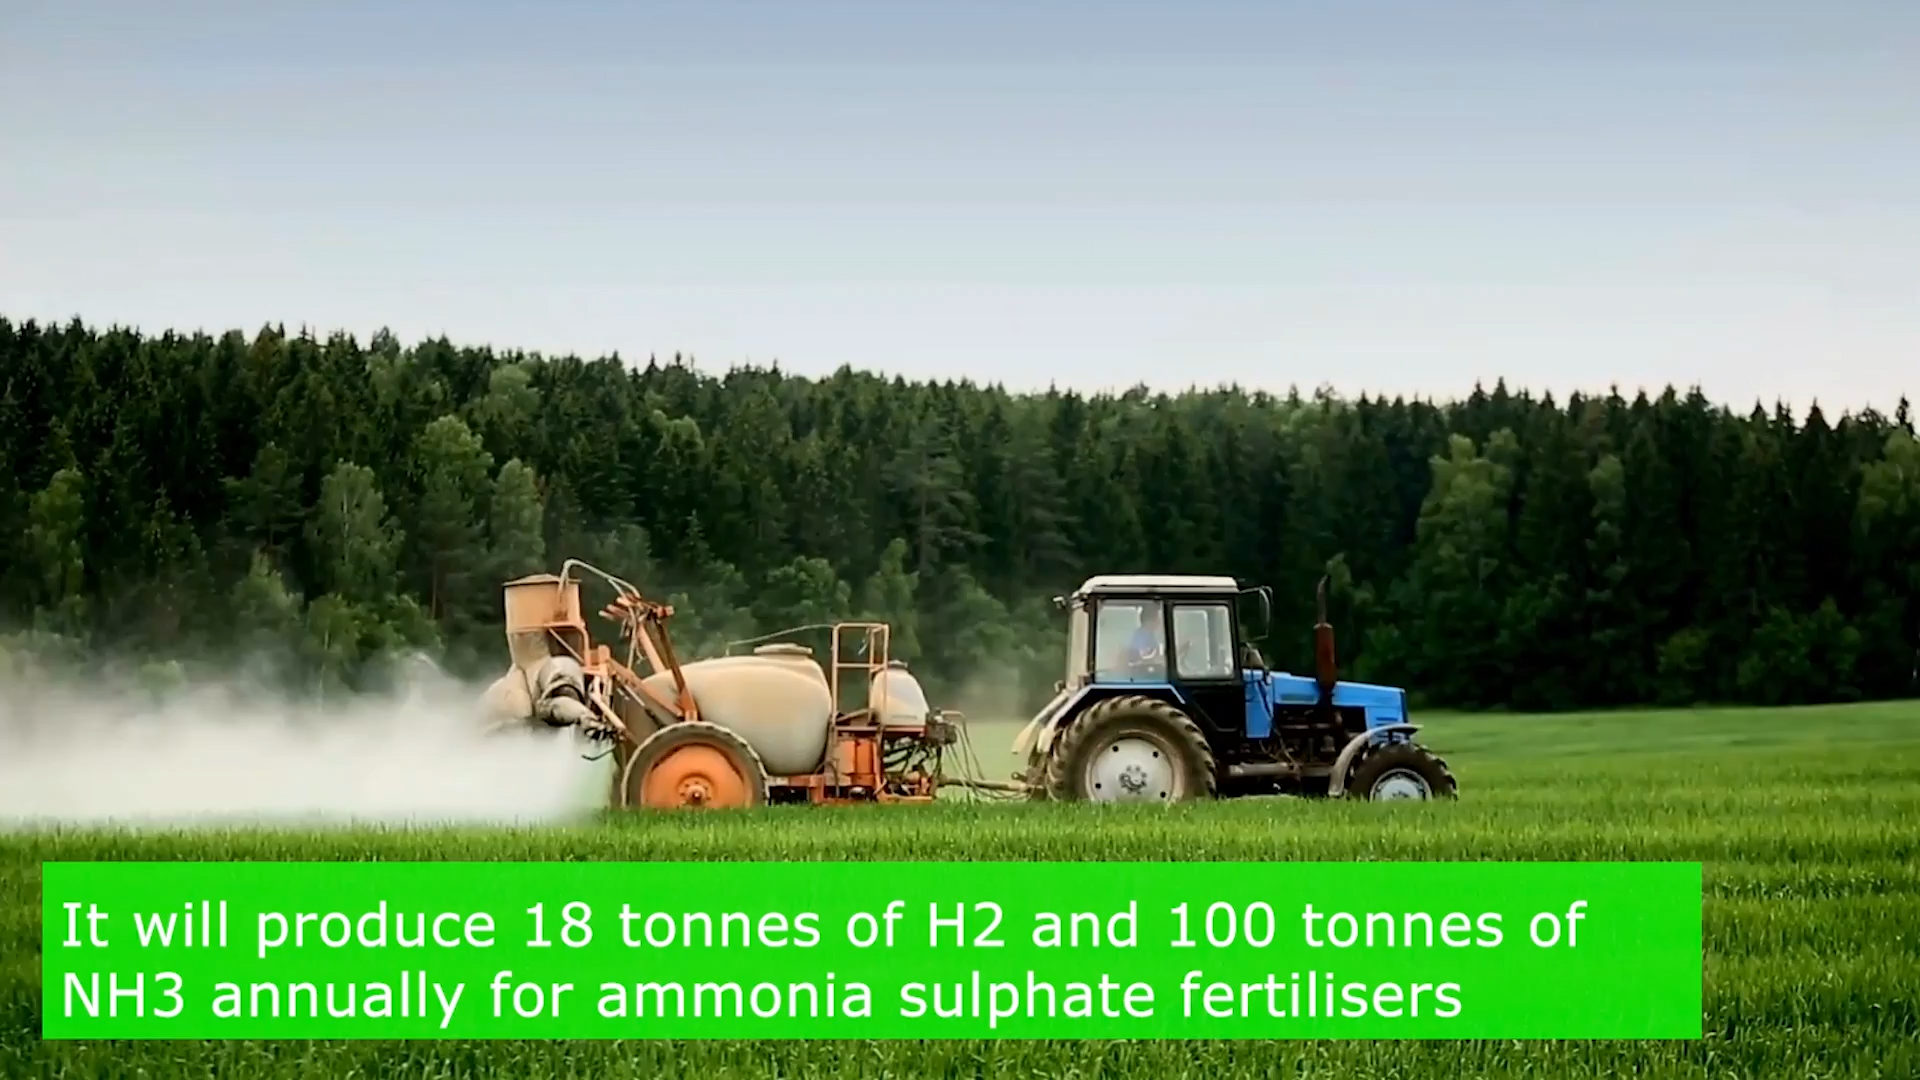 It will produce 18 tonnes of H2 and 100 tonnes of
NH3 annually for ammonia sulphate fertilisers